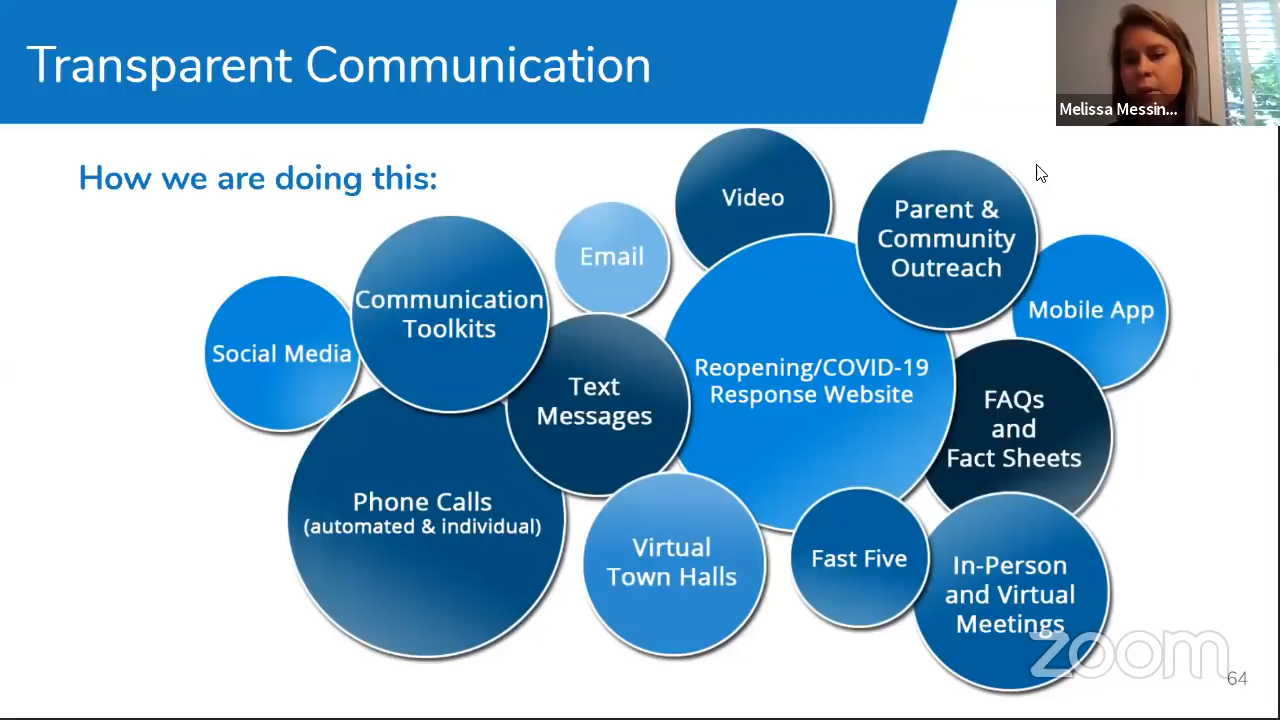 Transparent Communication
Melissa Messin...
How we are doing this:
Video
Parent &
Community
Outreach
Email
Communication
Toolkits
Mobile App
Social Media
Text
Messages
Reopening/COVID-19
Response Website
FAQs
and
Fact Sheets
Phone Calls
(automated & individual)
Virtual
Town Halls
Fast Five
In-Person
and Virtual
Meetings
zoom
64